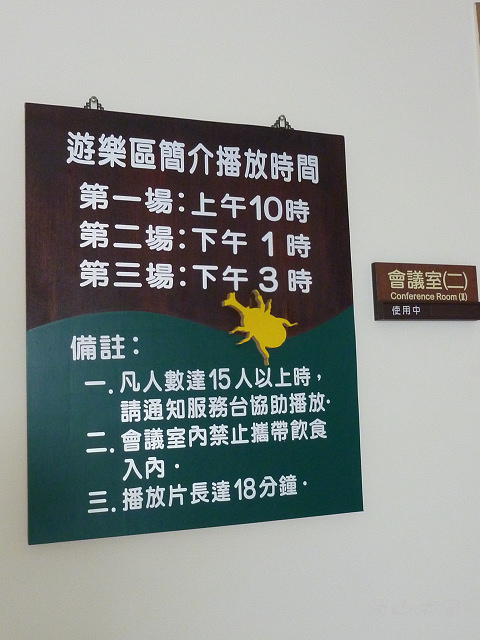 遊樂區簡介播放時間
第一場：上午10時
第二場：下午 1 時
第三場：下午 3 時
備註：
一．凡人數達15人以上時，
請通知服務台協助播放．
二．會議室內禁止攜帶飲食
入內．
三．播放片長達18分鐘．
會議室(二)
Conference Room (II)
使用中